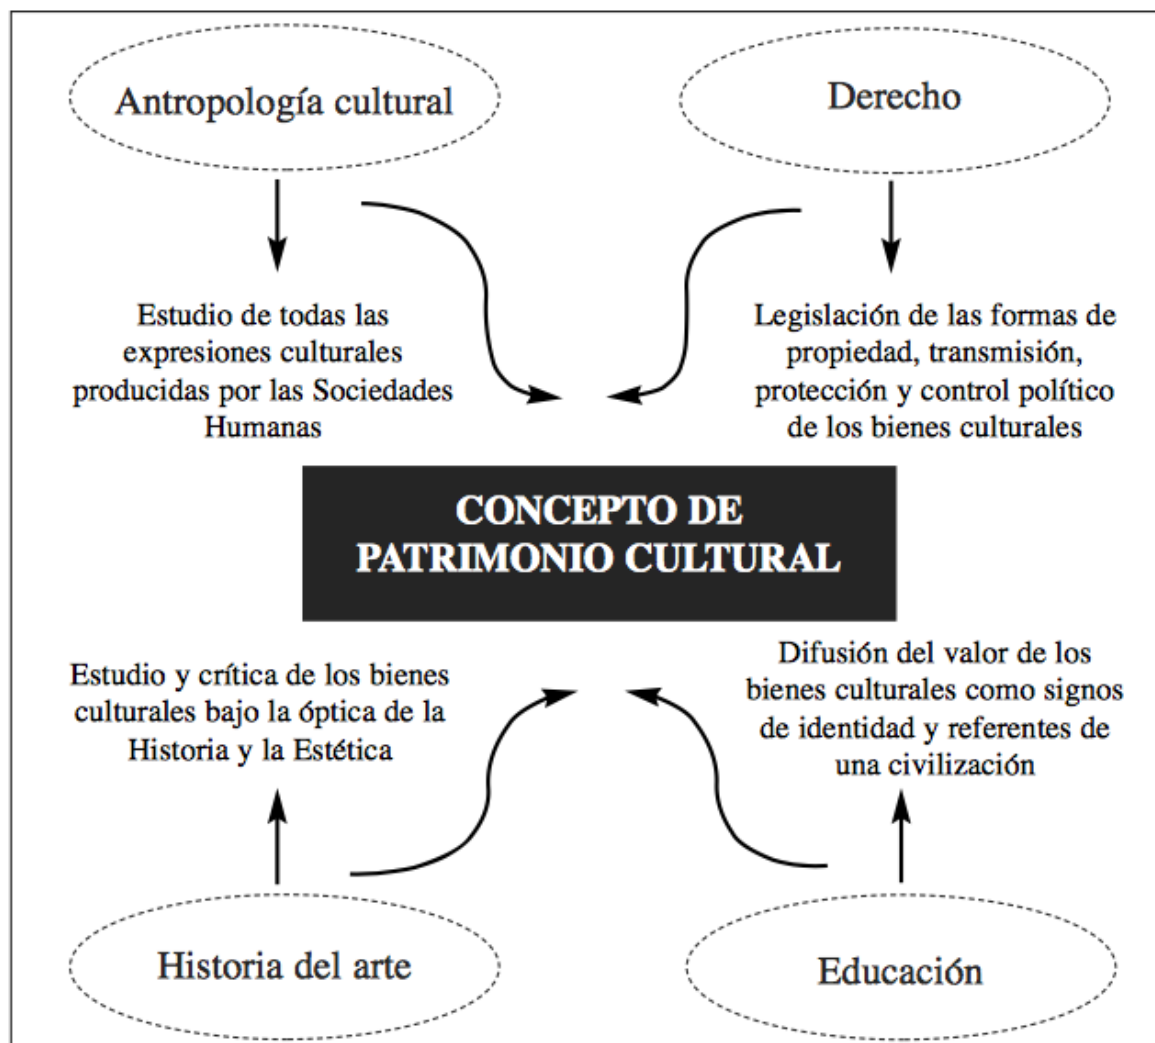 Antropología cultural
Derecho
Estudio de todas las
expresiones culturales
producidas por las Sociedades
Humanas
Legislación de las formas de
propiedad, transmisión,
protección y control político
de los bienes culturales
CONCEPTO DE
PATRIMONIO CULTURAL
Estudio y crítica de los bienes
culturales bajo la óptica de la
Historia y la Estética
Difusión del valor de los
bienes culturales como signos
de identidad y referentes de
una civilización
Historia del arte
Educación